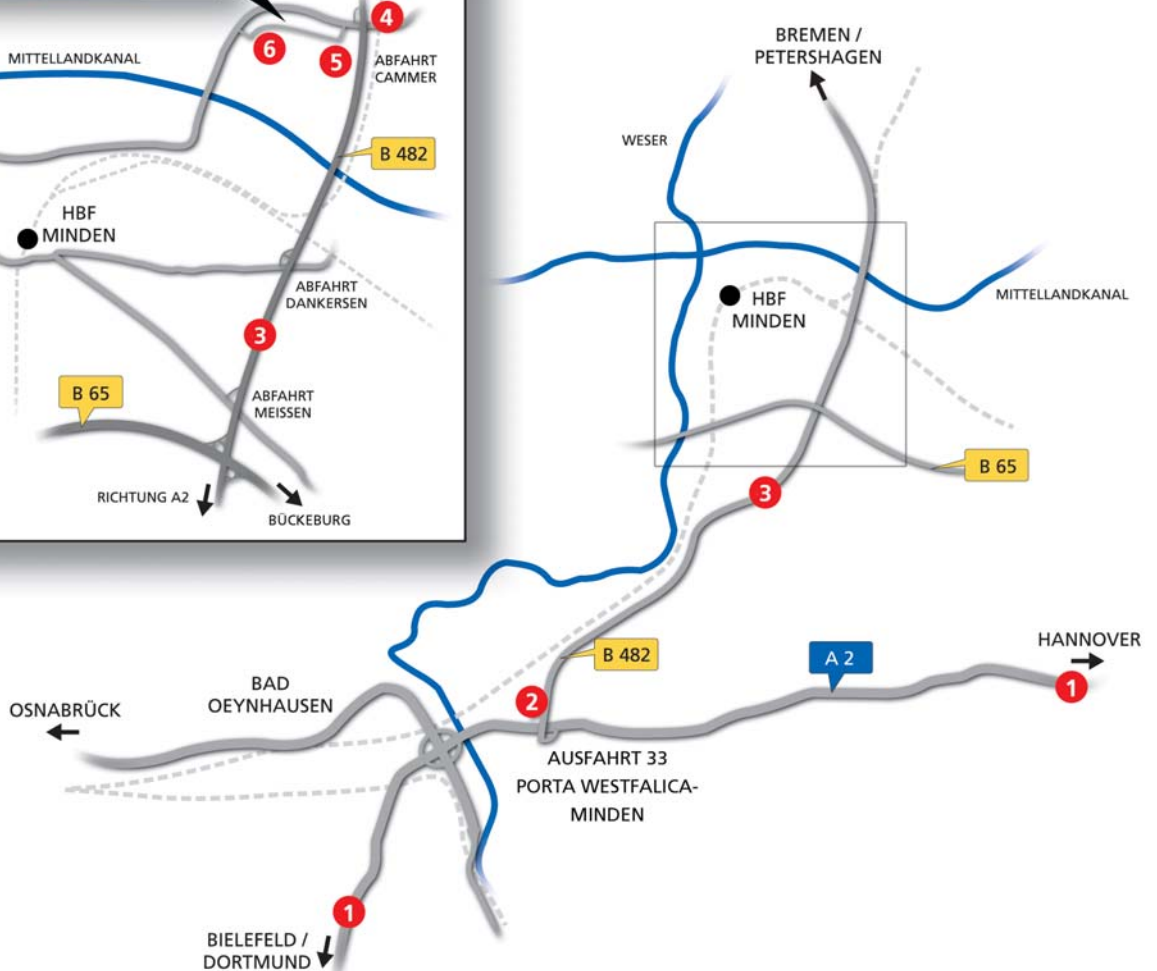 4
6
5
MITTELLANDKANAL
ABFAHRT
CAMMER
B 482
HBF
MINDEN
ABFAHRT
DANKERSEN
3
B 65
ABFAHRT
MEISSEN
RICHTUNG A2
BÜCKEBURG
BREMEN /
PETERSHAGEN
WESER
HBF
MINDEN
MITTELLANDKANAL
B 65
3
B 482
A 2
HANNOVER
1
2
BAD
OEYNHAUSEN
OSNABRÜCK
AUSFAHRT 33
PORTA WESTFALICA-
MINDEN
1
BIELEFELD /
DORTMUND